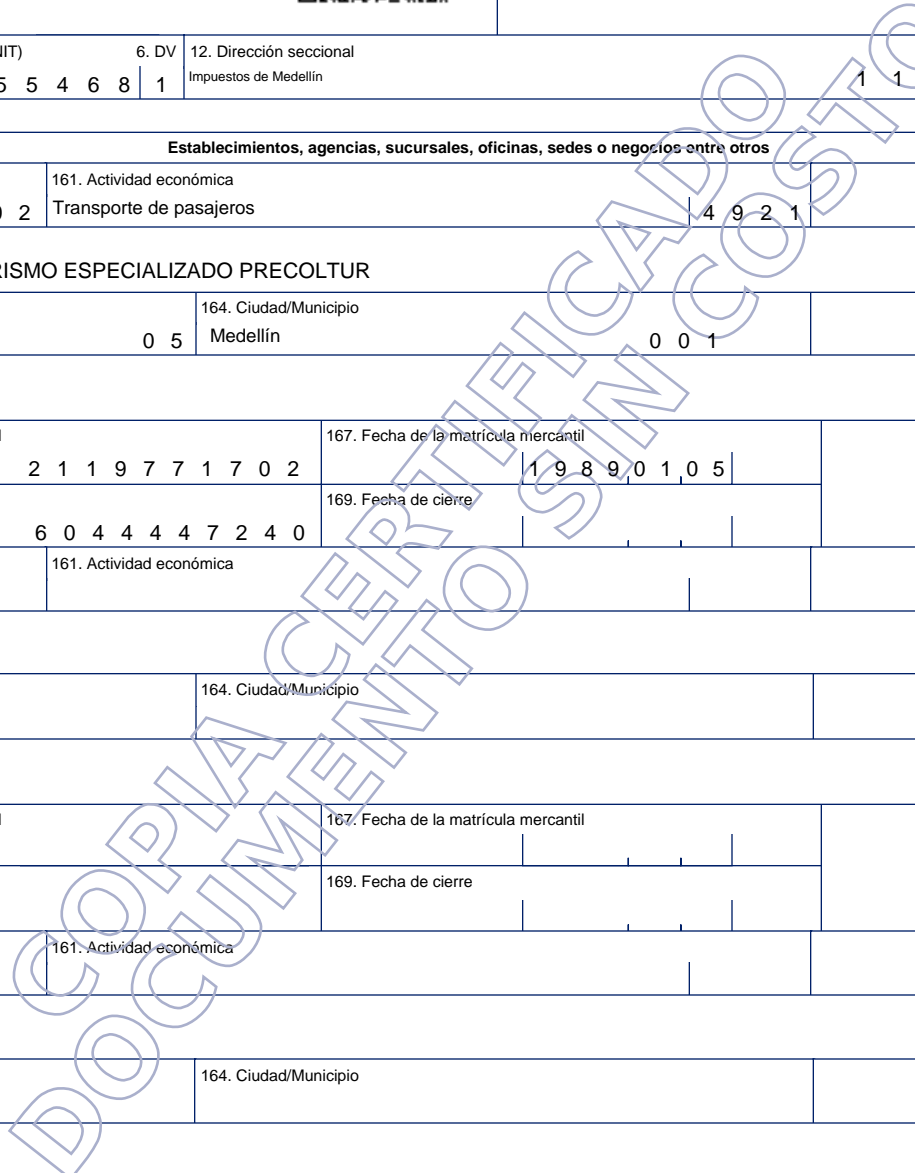 IIT) 6. DV 12. Dirección seccional
5 5 4 6 8 1 Impuestos de Medellín 1 1
Establecimientos, agencias, sucursales, oficinas, sedes o negocios entre otros
161. Actividad económica
2 Transporte de pasajeros 4 9 2 1
RISMO ESPECIALIZADO PRECOLTUR
164. Ciudad/Municipio
0 5 Medellín 0 0 1
167. Fecha de la matrícula mercantil
2 1 1 9 7 7 1 7 0 2 1 9 8 9 0 1 0 5
169. Fecha de cierre
6 0 4 4 4 4 7 2 4 0
161. Actividad económica
164. Ciudad/Municipio
167. Fecha de la matrícula mercantil
169. Fecha de cierre
161. Actividad económica
164. Ciudad/Municipio
COPIA CERTIFICADO
DOCUMENTO SIN COSTO